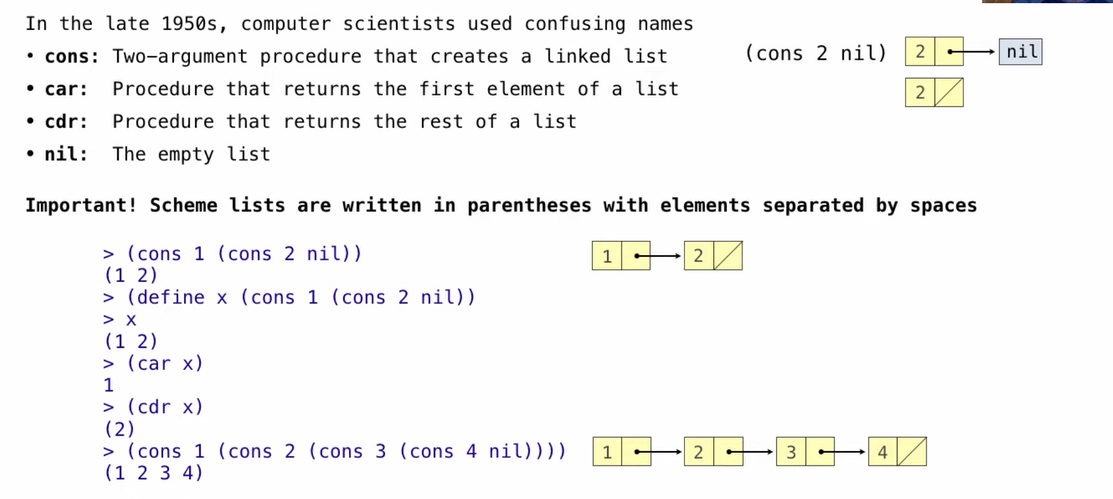 In the late 1950s, computer scientists used confusing names
• cons: Two-argument procedure that creates a linked list
• car: Procedure that returns the first element of a list
• cdr: Procedure that returns the rest of a list
• nil: The empty list
(cons 2 nil) 2 nil
2
Important! Scheme lists are written in parentheses with elements separated by spaces
> (cons 1 (cons 2 nil)) 1 2
(1 2)
> (define x (cons 1 (cons 2 nil))
> x
(1 2)
> (car x)
1
> (cdr x)
(2)
> (cons 1 (cons 2 (cons 3 (cons 4 nil)))) 1 2 3 4
(1 2 3 4)